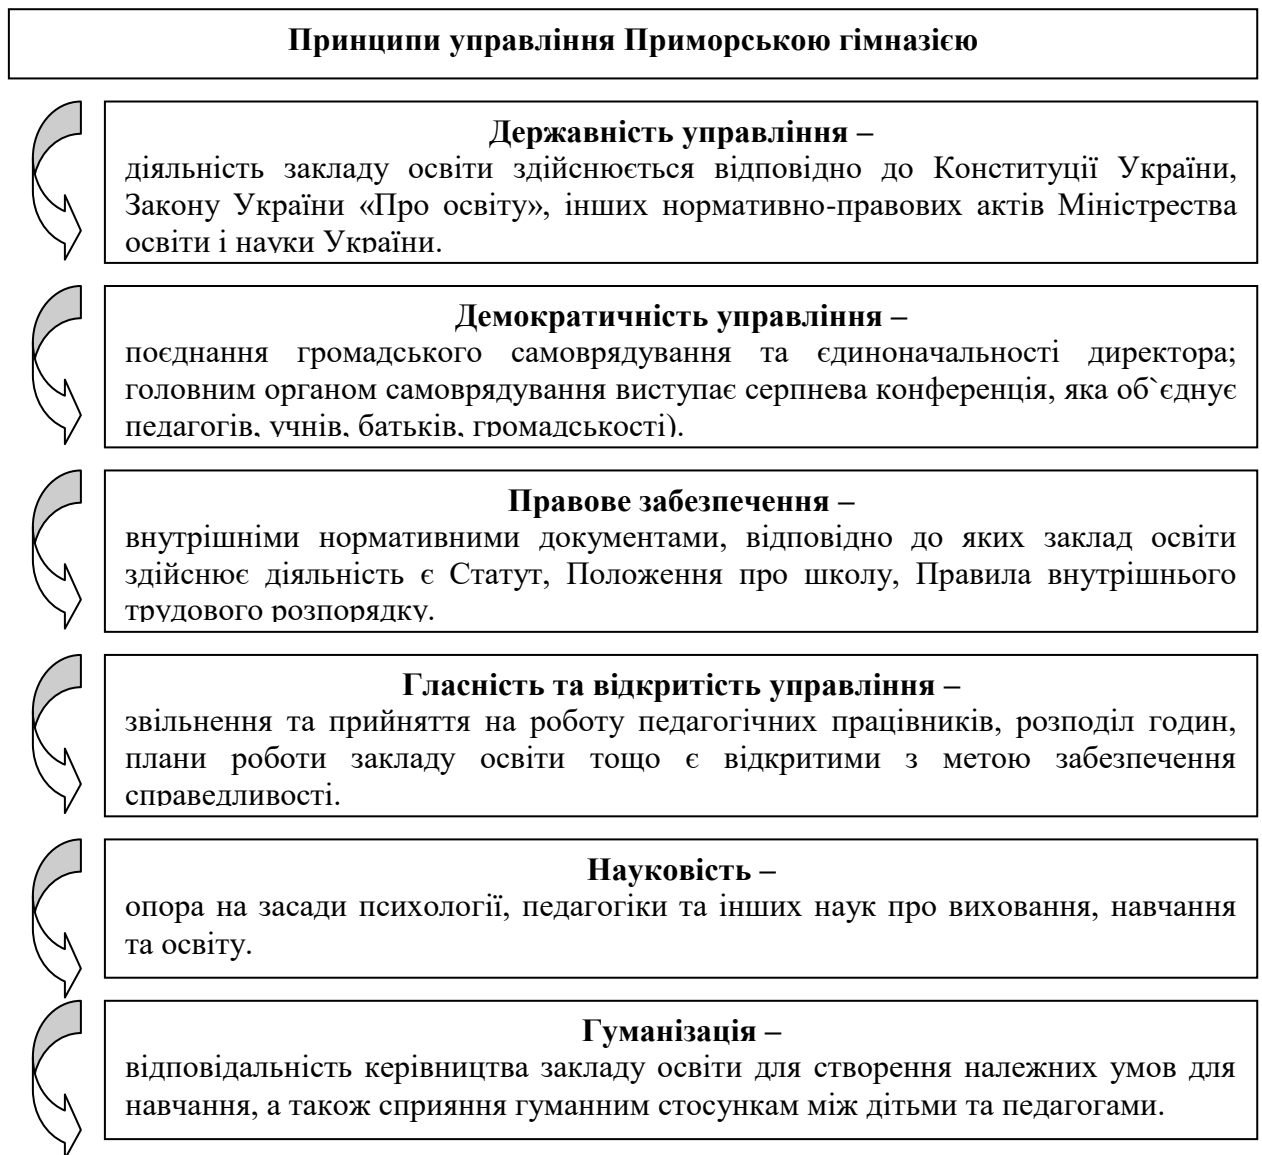 Принципи управління Приморською гімназією
Державність управління –
діяльність закладу освіти здійснюється відповідно до Конституції України,
Закону України «Про освіту», інших нормативно-правових актів Міністрества
освіти і науки України.
Демократичність управління –
поєднання громадського самоврядування та єдиноначальності директора;
головним органом самоврядування виступає серпнева конференція, яка об`єднує
педагогів, учнів, батьків, громадськості).
Правове забезпечення –
внутрішніми нормативними документами, відповідно до яких заклад освіти
здійснює діяльність є Статут, Положення про школу, Правила внутрішнього
трудового розпорядку.
Гласність та відкритість управління –
звільнення та прийняття на роботу педагогічних працівників, розподіл годин,
плани роботи закладу освіти тощо є відкритими з метою забезпечення
справедливості.
Науковість –
опора на засади психології, педагогіки та інших наук про виховання, навчання
та освіту.
Гуманізація –
відповідальність керівництва закладу освіти для створення належних умов для
навчання, а також сприяння гуманним стосункам між дітьми та педагогами.